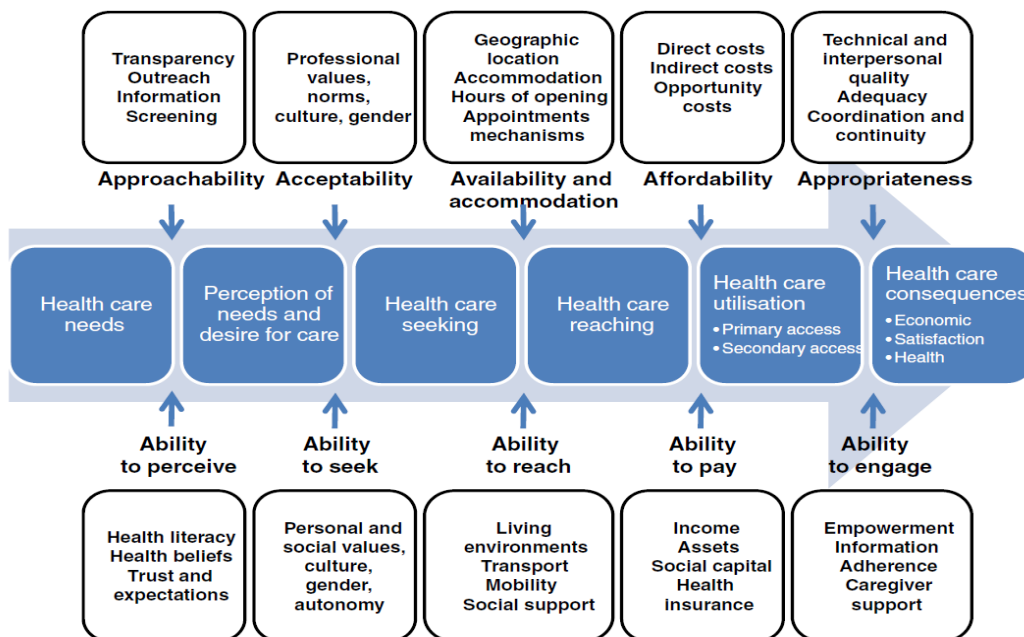 Transparency
Outreach
Information
Screening
Professional
values,
norms,
culture, gender
Geographic
location
Accommodation
Hours of opening
Appointments
mechanisms
Direct costs
Indirect costs
Opportunity
costs
Technical and
interpersonal
quality
Adequacy
Coordination and
continuity
Approachability
Acceptability
Availability and
accommodation
Affordability
Appropriateness
Health care
needs
Perception of
needs and
desire for care
Health care
seeking
Health care
reaching
Health care
utilisation
• Primary access
• Secondary access
Health care
consequences
• Economic
• Satisfaction
• Health
Ability
to perceive
Ability
to seek
Ability
to reach
Ability
to pay
Ability
to engage
Health literacy
Health beliefs
Trust and
expectations
Personal and
social values,
culture,
gender,
autonomy
Living
environments
Transport
Mobility
Social support
Income
Assets
Social capital
Health
insurance
Empowerment
Information
Adherence
Caregiver
support